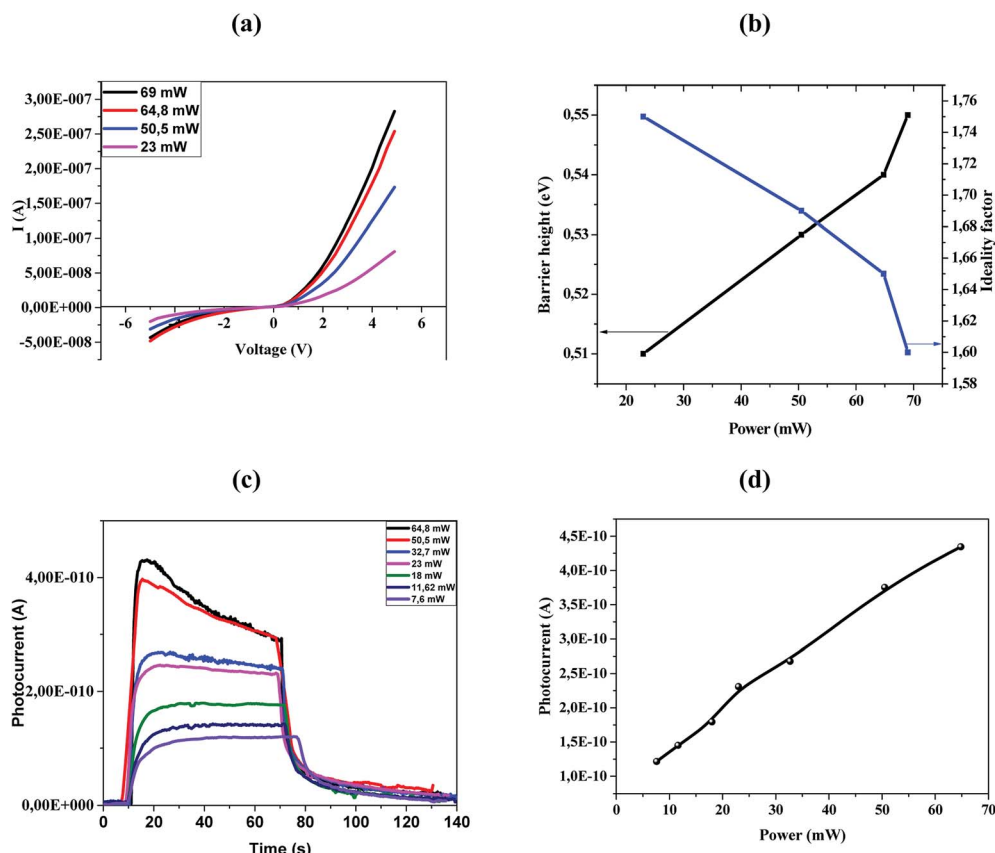 (a)
69 mW
64,8 mW
50,5 mW
23 mW
3,00E-007
2,50E-007
2,00E-007
1,50E-007
1,00E-007
5,00E-008
0,00E+000
-5,00E-008
I (A)
-6 -4 -2 0 2 4 6
Voltage (V)
(b)
0,55
0,54
0,53
0,52
0,51
Barrier height (eV)
1,76
1,74
1,72
1,70
1,68
1,66
1,64
1,62
1,60
1,58
Ideality factor
20 30 40 50 60 70
Power (mW)
(c)
64,8 mW
50,5 mW
32,7 mW
23 mW
18 mW
11,62 mW
7,6 mW
4,00E-010
2,00E-010
0,00E+000
Photocurrent (A)
0 20 40 60 80 100 120 140
Time (s)
(d)
4,5E-10
4,0E-10
3,5E-10
3,0E-10
2,5E-10
2,0E-10
1,5E-10
1,0E-10
Photocurrent (A)
0 10 20 30 40 50 60 70
Power (mW)